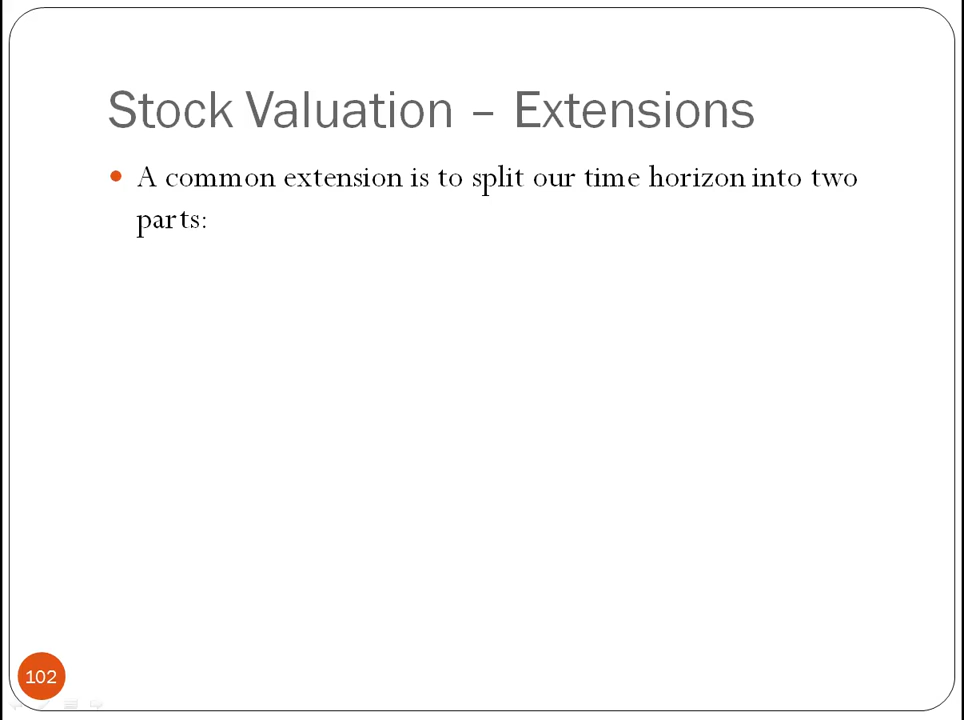 Stock Valuation – Extensions
A common extension is to split our time horizon into two
parts:
102